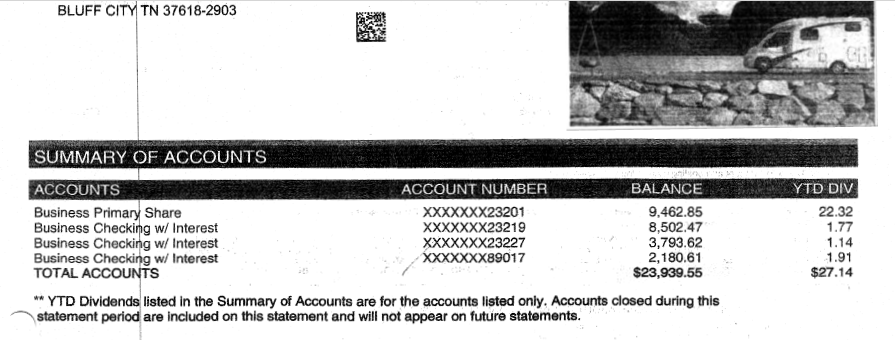 BLUFF CITY TN 37618-2903
SUMMARY OF ACCOUNTS
ACCOUNTS ACCOUNT NUMBER BALANCE YTD DIV
Business Primary Share XXXXXXX23201 9,462.85 22.32
Business Checking w/ Interest XXXXXXX23219 8,502.47 1.77
Business Checking w/ Interest XXXXXXX23227 3,793.62 1.14
Business Checking w/ Interest XXXXXXX89017 2,180.61 1.91
TOTAL ACCOUNTS $23,939.55 $27.14
** YTD Dividends listed in the Summary of Accounts are for the accounts listed only. Accounts closed during this
statement period are included on this statement and will not appear on future statements.